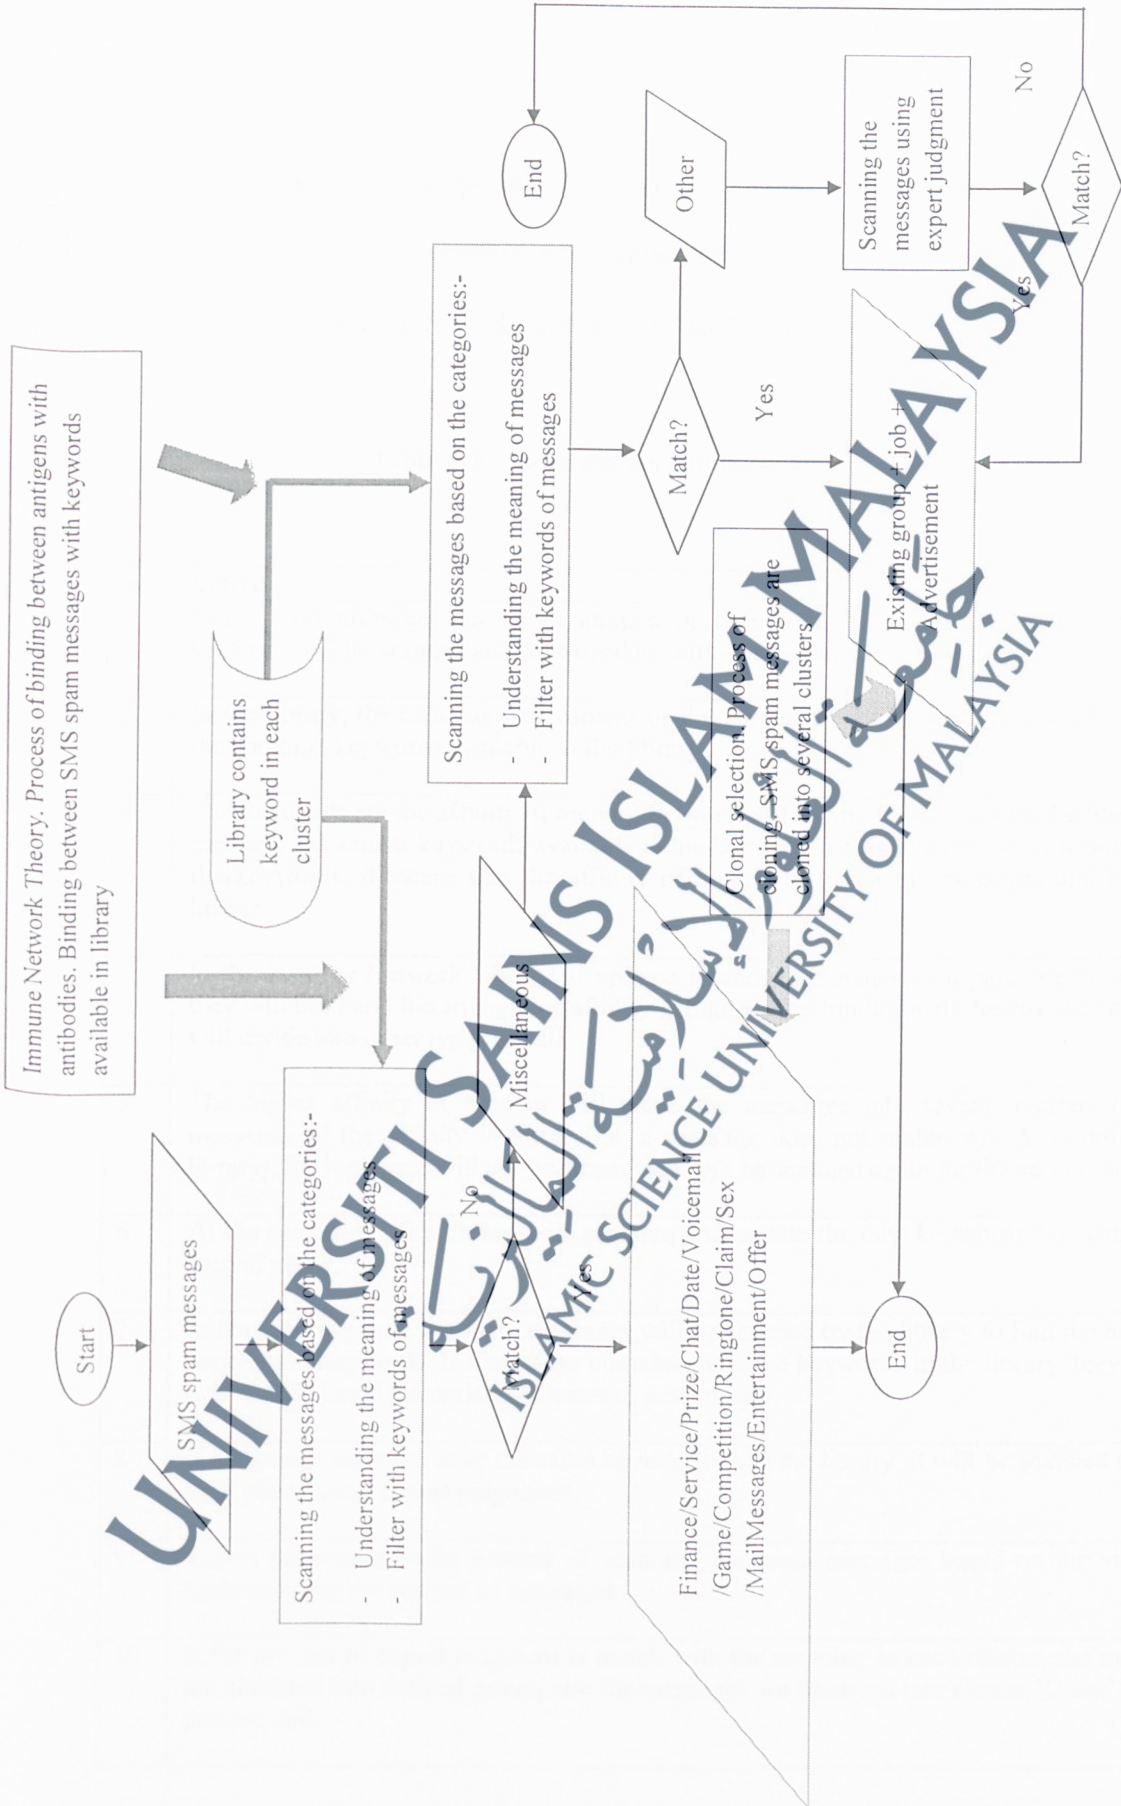 Immune Network Theory. Process of binding between antigens with
antibodies. Binding between SMS spam messages with keywords
available in library
Start
SMS spam messages
Library contains
keyword in each
cluster
Scanning the messages based on the categories:-
- Understanding the meaning of messages
- Filter with keywords of messages
Match?
No
Yes
Miscellaneous
Scanning the messages based on the categories:-
- Understanding the meaning of messages
- Filter with keywords of messages
Match?
Yes
Other
End
Finance/Service/Prize/Chat/Date/Voicemail
/Game/Competition/Ringtone/Claim/Sex
/MailMessages/Entertainment/Offer
Clonal selection. Process of
cloning. SMS spam messages are
cloned into several clusters
Existing group + job +
Advertisement
Scanning the
messages using
expert judgment
Match?
Yes
No
End
UNIVERSITI SAINS ISLAM MALAYSIA
جامعة العلوم الإسلامية الماليزية
ISLAMIC SCIENCE UNIVERSITY OF MALAYSIA